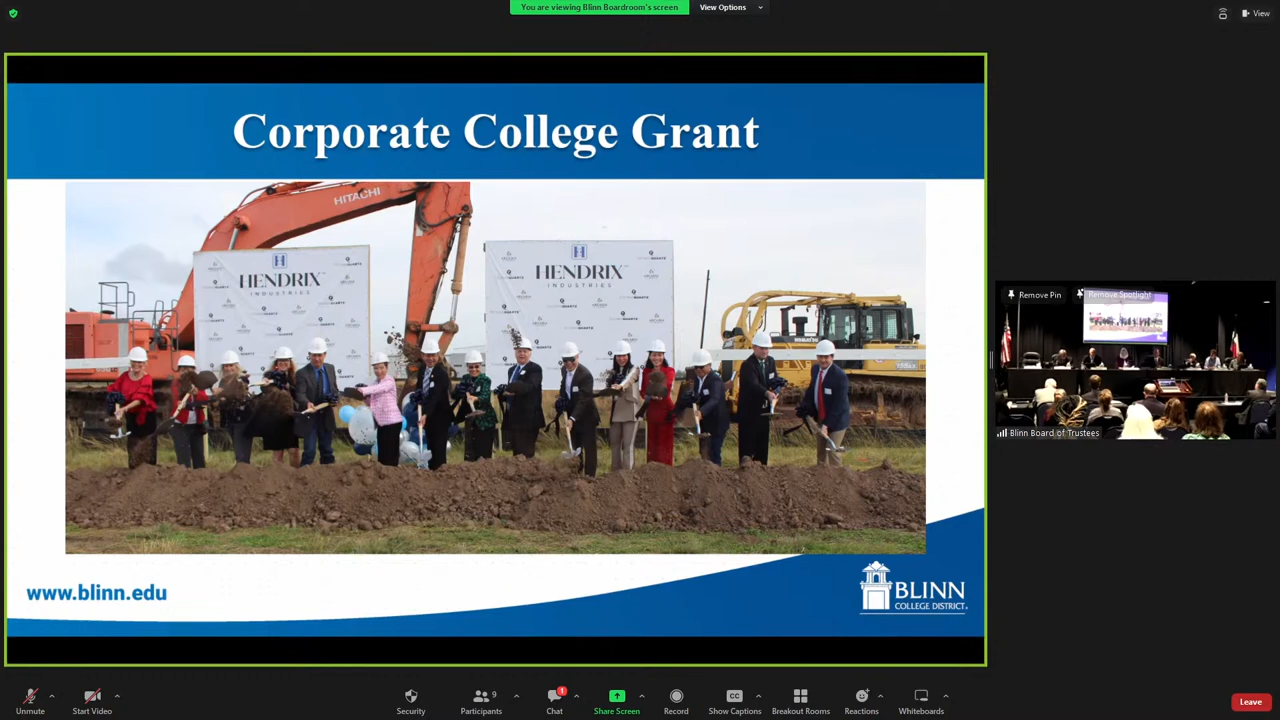 You are viewing Blinn Boardroom's screen
View Options
View
Corporate College Grant
HITACHI
HENDRIX
INDUSTRIES
HENDRIX
INDUSTRIES
KOMATSU
www.blinn.edu
BLINN
COLLEGE DISTRICT
Remove Pin
Remove Spotlight
Blinn Board of Trustees
Unmute
Start Video
Security
9
Participants
1
Chat
Share Screen
Record
CC
Show Captions
Breakout Rooms
Reactions
Whiteboards
Leave